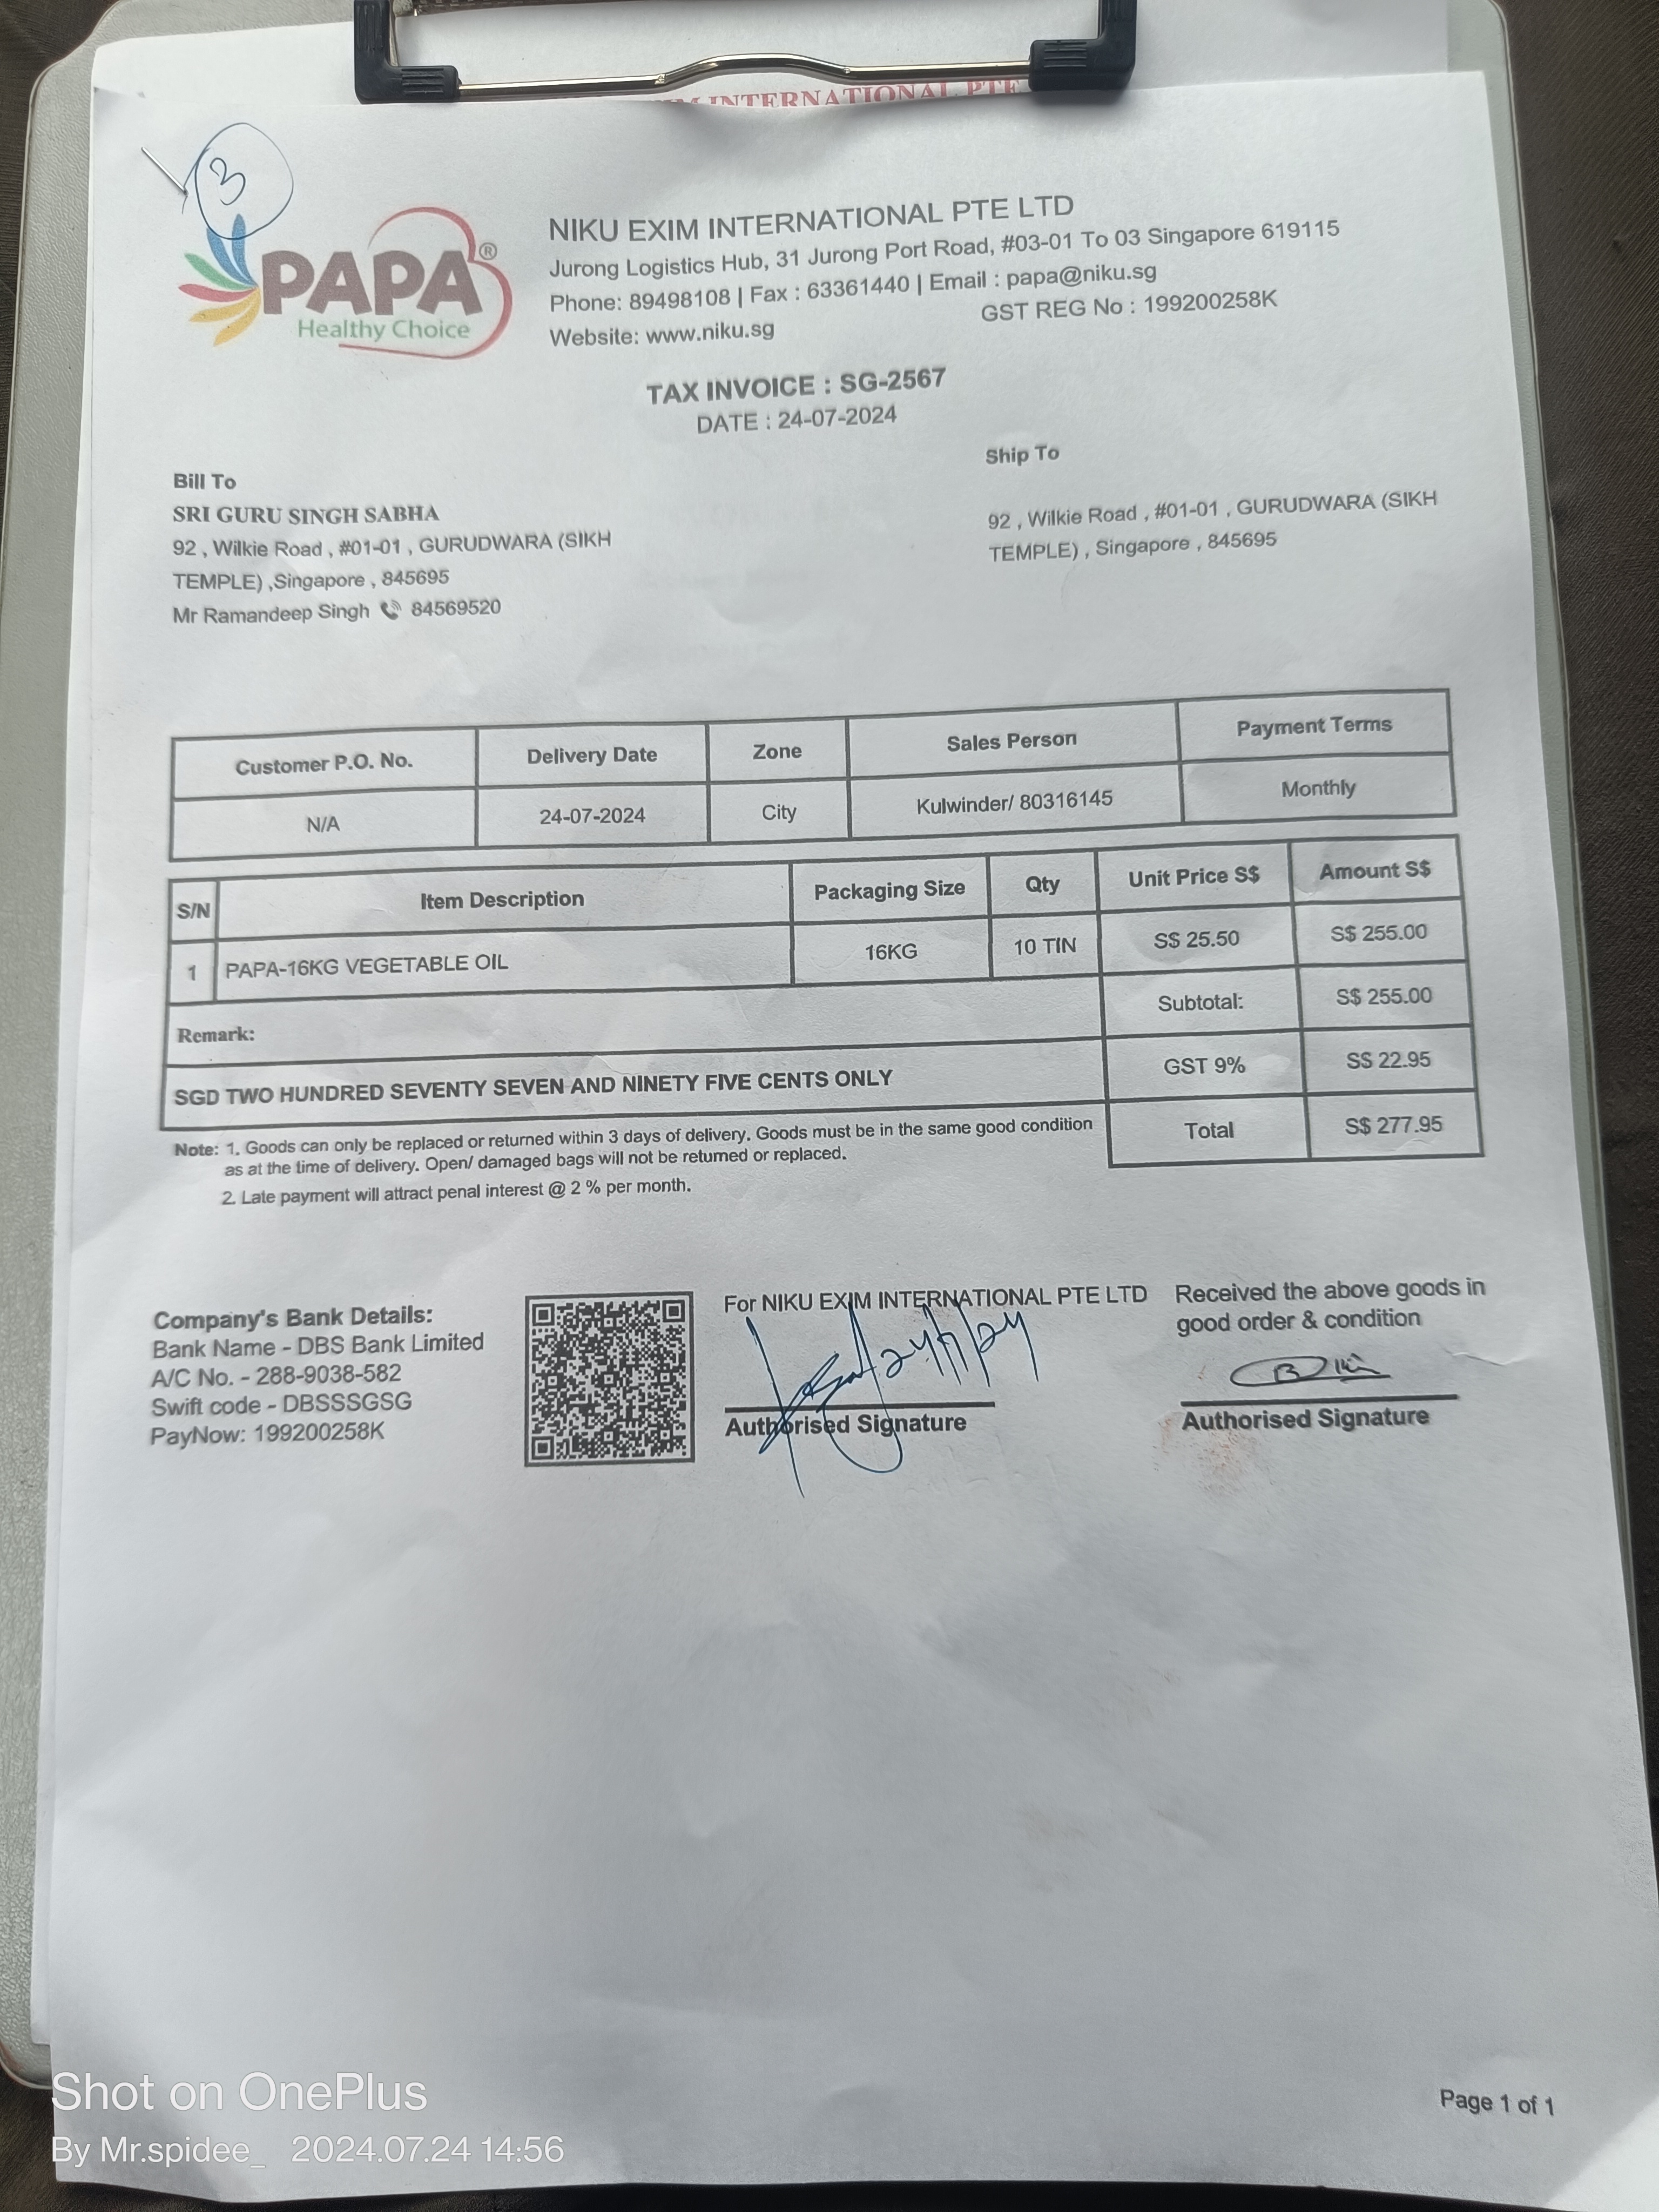 EXIM INTERNATIONAL PTE
3
PAPA®
Healthy Choice
NIKU EXIM INTERNATIONAL PTE LTD
Jurong Logistics Hub, 31 Jurong Port Road, #03-01 To 03 Singapore 619115
Phone: 89498108 | Fax : 63361440 | Email : papa@niku.sg
Website: www.niku.sg GST REG No : 199200258K
TAX INVOICE : SG-2567
DATE : 24-07-2024
Bill To
SRI GURU SINGH SABHA
92 , Wilkie Road , #01-01 , GURUDWARA (SIKH
TEMPLE) ,Singapore , 845695
Mr Ramandeep Singh 84569520
Ship To
92 , Wilkie Road , #01-01 , GURUDWARA (SIKH
TEMPLE) , Singapore , 845695
Customer P.O. No. Delivery Date Zone Sales Person Payment Terms
N/A 24-07-2024 City Kulwinder/ 80316145 Monthly
S/N Item Description Packaging Size Qty Unit Price S$ Amount S$
1 PAPA-16KG VEGETABLE OIL 16KG 10 TIN S$ 25.50 S$ 255.00
Remark: Subtotal: S$ 255.00
SGD TWO HUNDRED SEVENTY SEVEN AND NINETY FIVE CENTS ONLY GST 9% S$ 22.95
Total S$ 277.95
Note: 1. Goods can only be replaced or returned within 3 days of delivery. Goods must be in the same good condition
as at the time of delivery. Open/ damaged bags will not be returned or replaced.
2. Late payment will attract penal interest @ 2 % per month.
Company's Bank Details:
Bank Name - DBS Bank Limited
A/C No. - 288-9038-582
Swift code - DBSSSGSG
PayNow: 199200258K
For NIKU EXIM INTERNATIONAL PTE LTD
24/7/24
Authorised Signature
Received the above goods in
good order & condition
Authorised Signature
Page 1 of 1
Shot on OnePlus
By Mr.spidee_ 2024.07.24 14:56